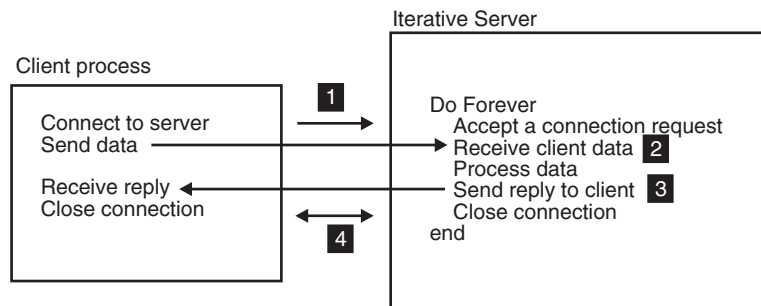 Iterative Server
Client process
1
Connect to server
Send data
Receive reply
Close connection
4
Do Forever
Accept a connection request
Receive client data 2
Process data
Send reply to client 3
Close connection
end